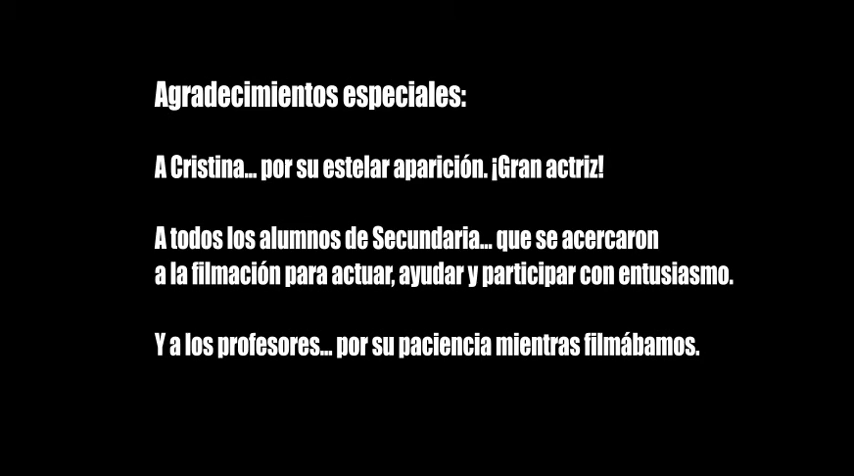 Agradecimientos especiales:
A Cristina... por su estelar aparición. ¡Gran actriz!
A todos los alumnos de Secundaria... que se acercaron
a la filmación para actuar, ayudar y participar con entusiasmo.
Y a los profesores... por su paciencia mientras filmábamos.